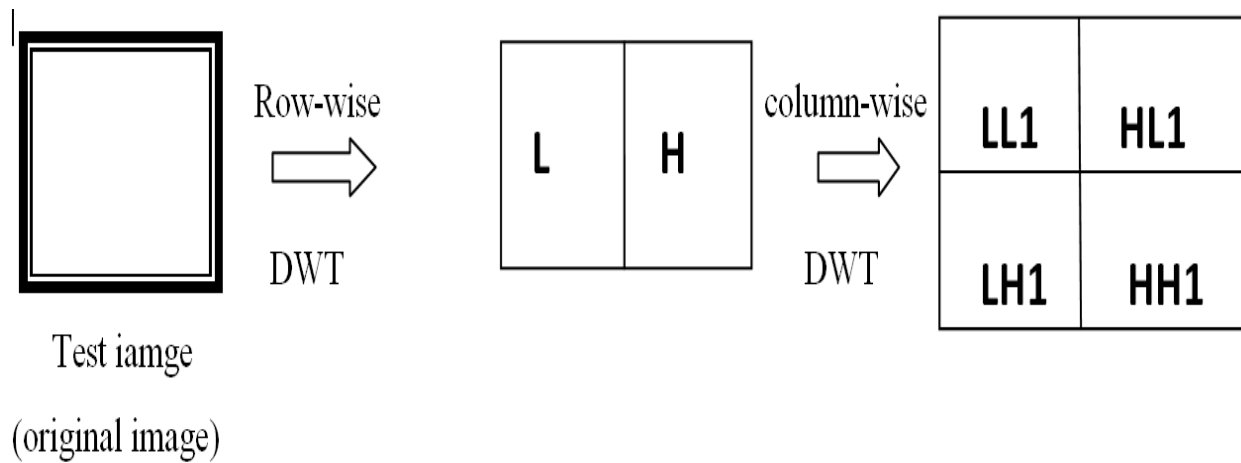 Row-wise
DWT
L H
column-wise
DWT
LL1 HL1
LH1 HH1
Test iamge
(original image)